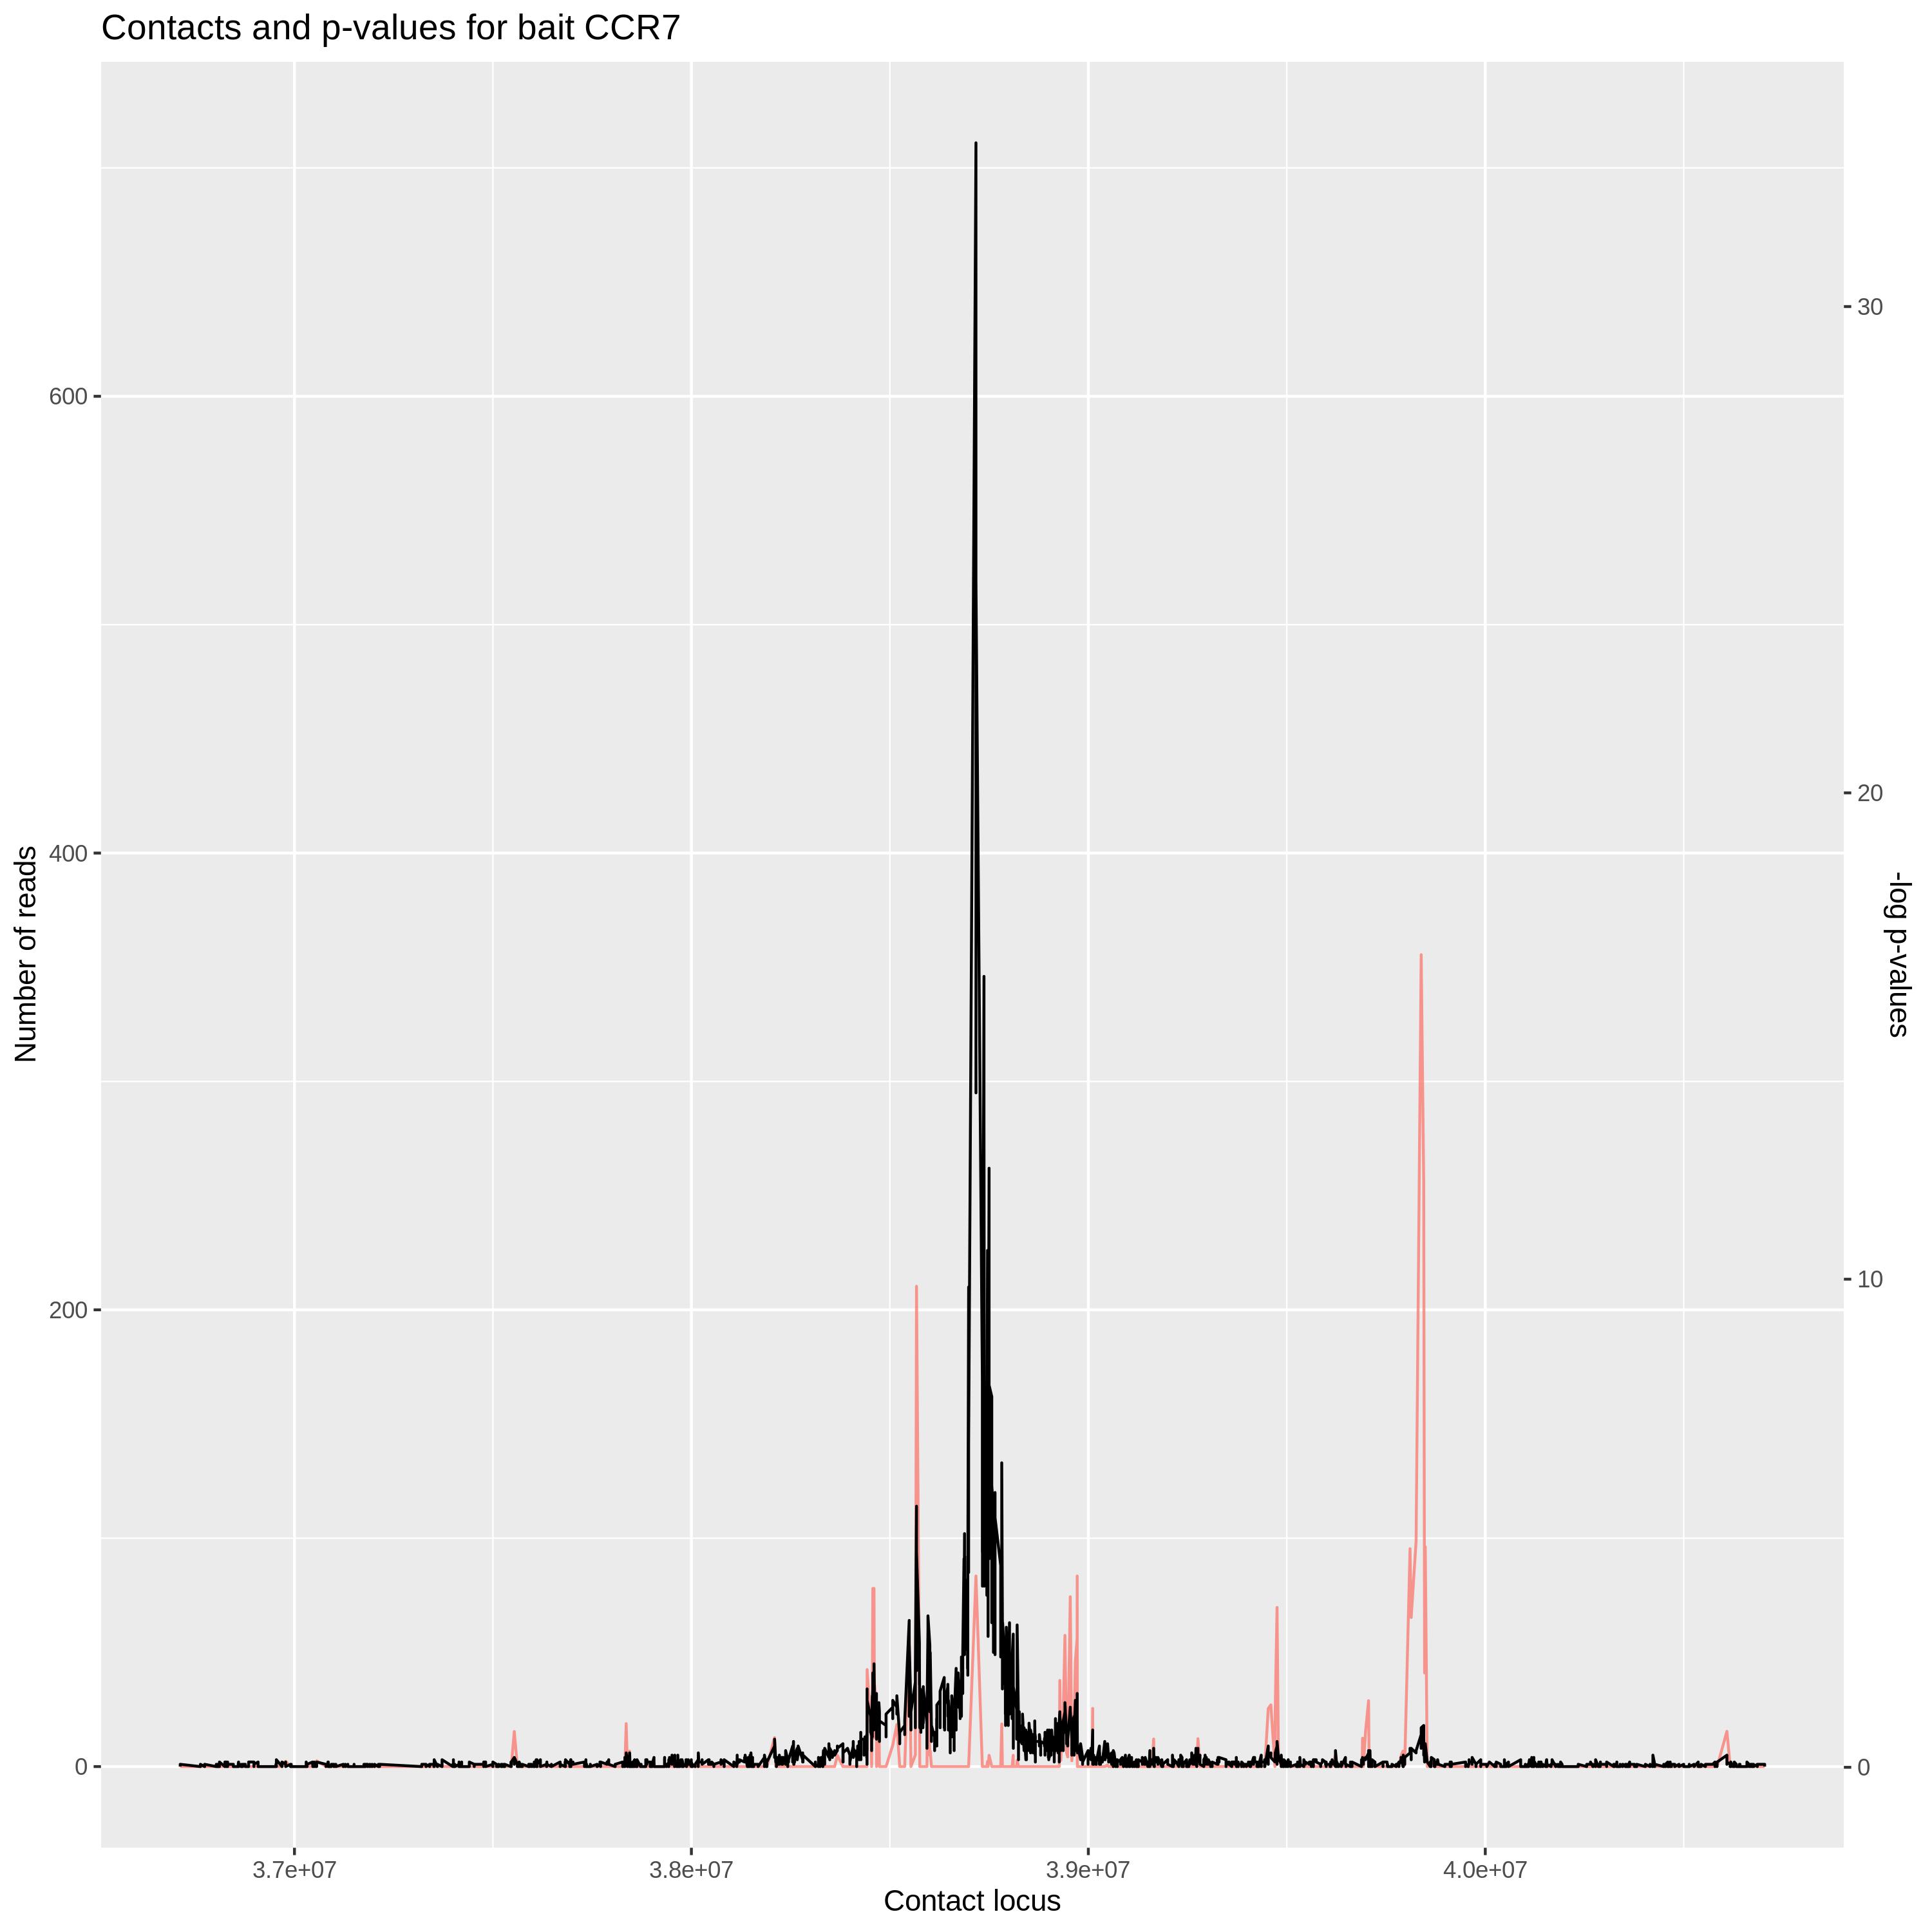 Contacts and p-values for bait CCR7
Number of reads
600
400
200
0
30
20
10
0
-log p-values
3.7e+07 3.8e+07 3.9e+07 4.0e+07
Contact locus